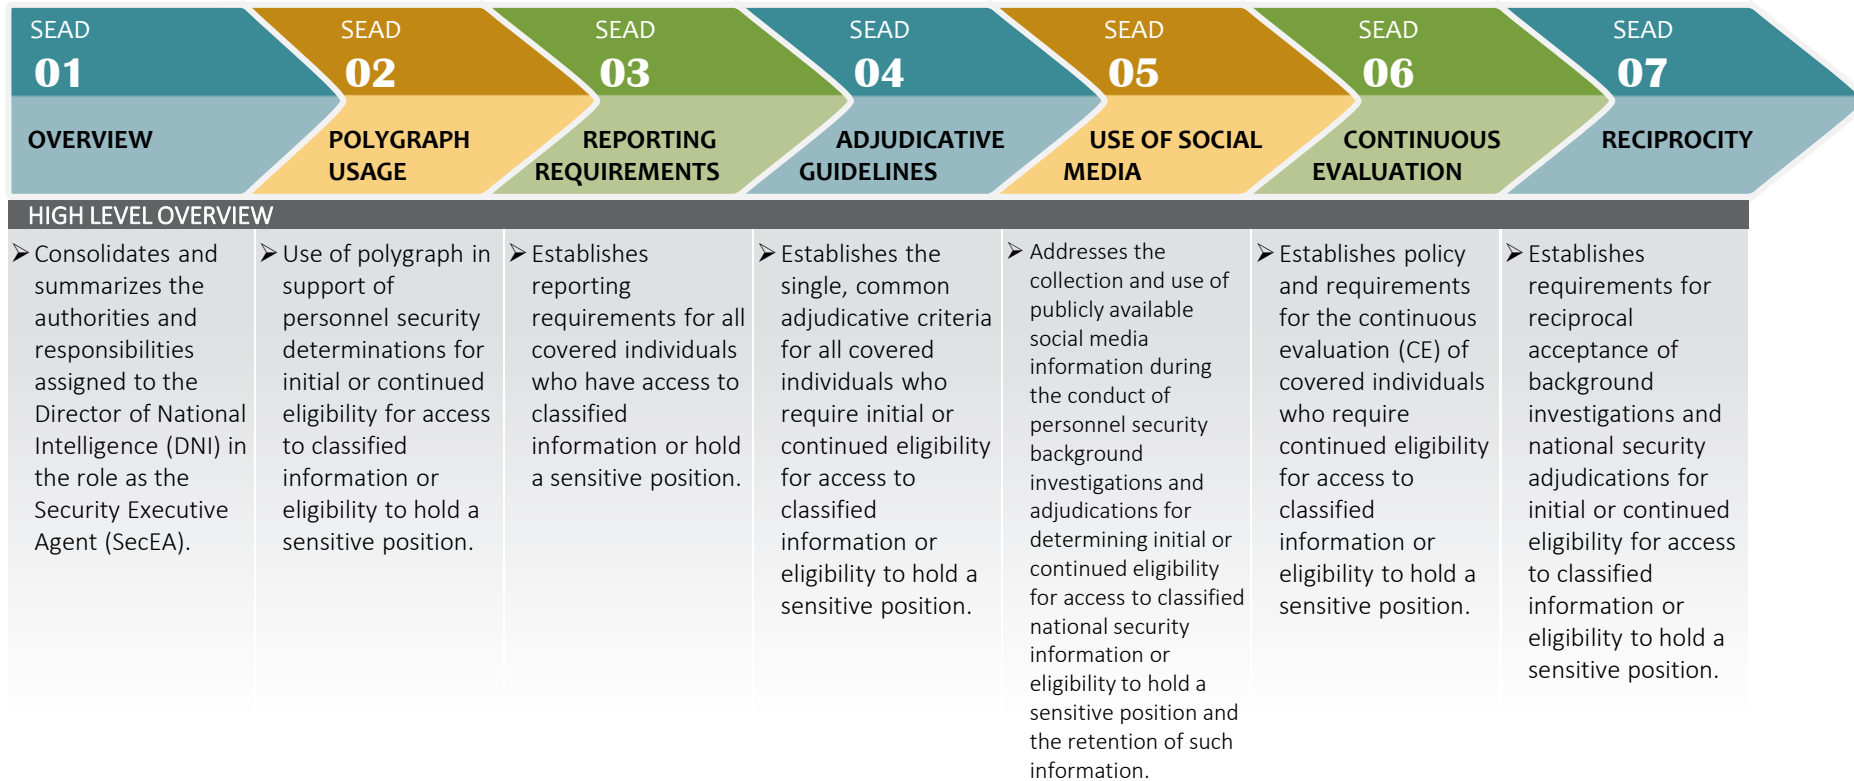 SEAD
01
OVERVIEW
SEAD
02
POLYGRAPH
USAGE
SEAD
03
REPORTING
REQUIREMENTS
SEAD
04
ADJUDICATIVE
GUIDELINES
SEAD
05
USE OF SOCIAL
MEDIA
SEAD
06
CONTINUOUS
EVALUATION
SEAD
07
RECIPROCITY
HIGH LEVEL OVERVIEW
➢ Consolidates and
summarizes the
authorities and
responsibilities
assigned to the
Director of National
Intelligence (DNI) in
the role as the
Security Executive
Agent (SecEA).
➢ Use of polygraph in
support of
personnel security
determinations for
initial or continued
eligibility for access
to classified
information or
eligibility to hold a
sensitive position.
➢ Establishes
reporting
requirements for all
covered individuals
who have access to
classified
information or hold
a sensitive position.
➢ Establishes the
single, common
adjudicative criteria
for all covered
individuals who
require initial or
continued eligibility
for access to
classified
information or
eligibility to hold a
sensitive position.
➢ Addresses the
collection and use of
publicly available
social media
information during
the conduct of
personnel security
background
investigations and
adjudications for
determining initial or
continued eligibility
for access to classified
national security
information or
eligibility to hold a
sensitive position and
the retention of such
information.
➢ Establishes policy
and requirements
for the continuous
evaluation (CE) of
covered individuals
who require
continued eligibility
for access to
classified
information or
eligibility to hold a
sensitive position.
➢ Establishes
requirements for
reciprocal
acceptance of
background
investigations and
national security
adjudications for
initial or continued
eligibility for access
to classified
information or
eligibility to hold a
sensitive position.